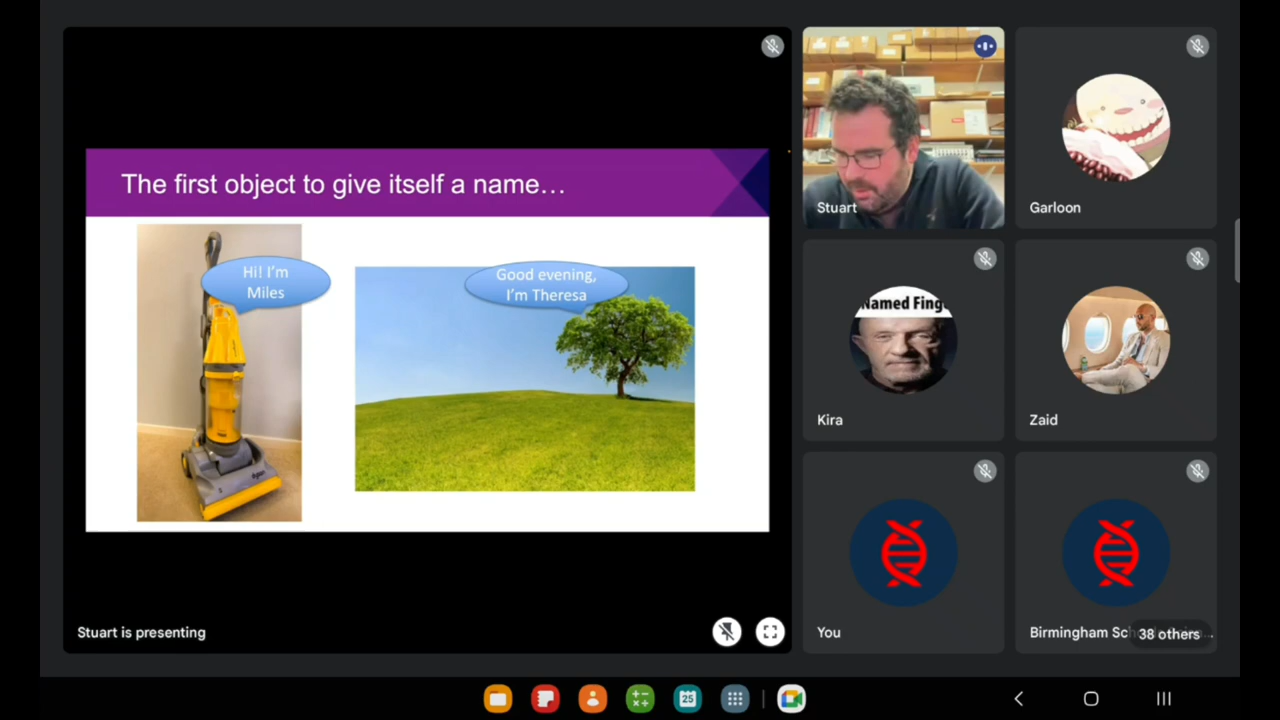 The first object to give itself a name…
Hi! I'm
Miles
Good evening,
I'm Theresa
dyson
Stuart is presenting
Stuart
Garloon
Named Fing
Kira
Zaid
You
Birmingham Sc
38 others
25